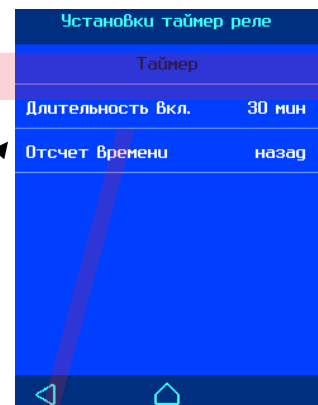 Установки таймер реле
Таймер
Длительность вкл. 30 мин
Отсчет времени назад